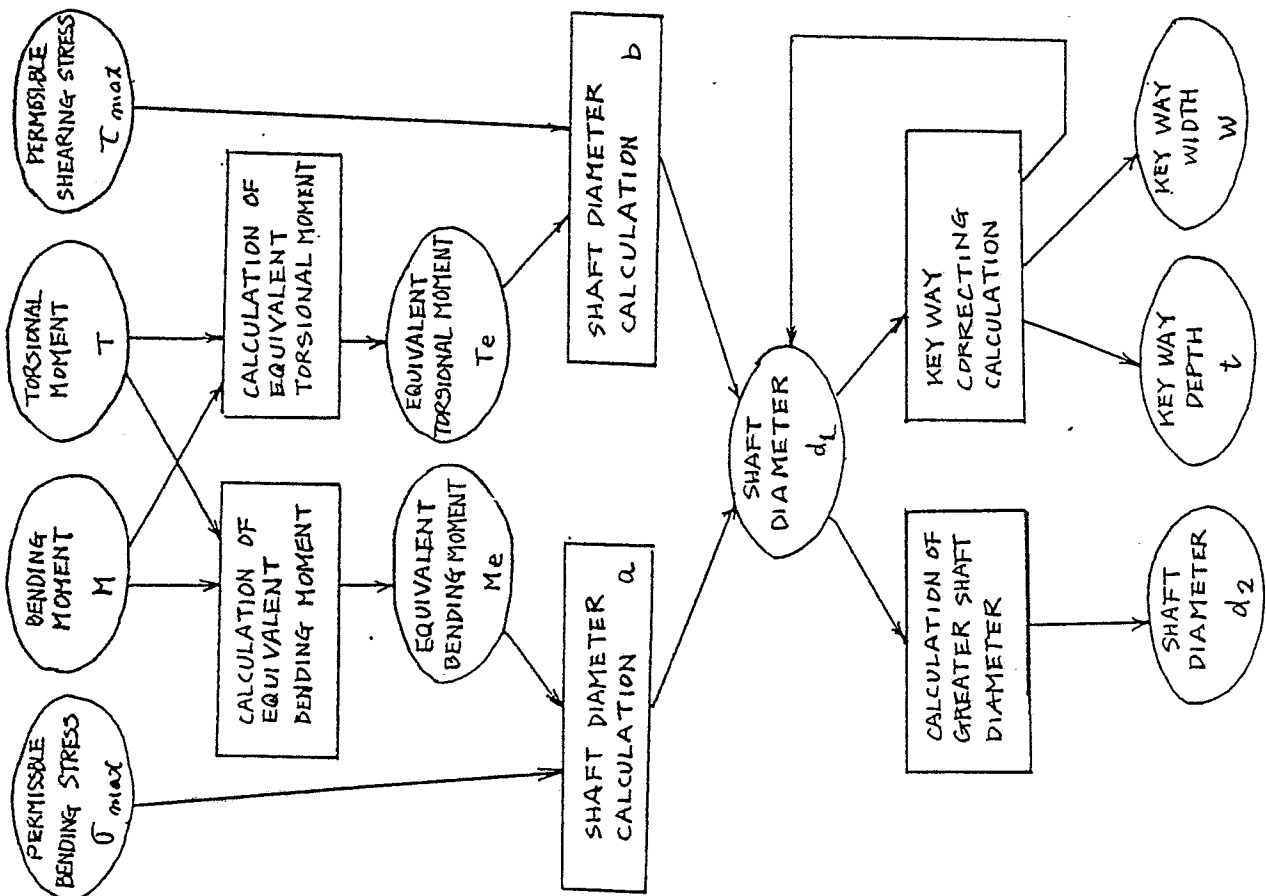 PERMISSBLE
BENDING STRESS
σ max
BENDING
MOMENT
M
TORSIONAL
MOMENT
T
PERMISSIBLE
SHEARING STRESS
τ max
CALCULATION OF
EQUIVALENT
BENDING MOMENT
CALCULATION OF
EQUIVALENT
TORSIONAL MOMENT
EQUIVALENT
BENDING MOMENT
Me
EQUIVALENT
TORSIONAL MOMENT
Te
SHAFT DIAMETER
CALCULATION a
SHAFT DIAMETER
CALCULATION b
SHAFT
DIAMETER
d1
CALCULATION OF
GREATER SHAFT
DIAMETER
KEY WAY
CORRECTING
CALCULATION
SHAFT
DIAMETER
d2
KEY WAY
DEPTH
t
KEY WAY
WIDTH
W